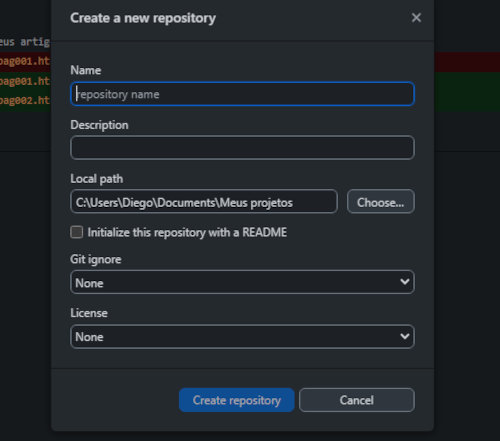 Create a new repository
eus artig
pag001.ht
pag001.ht
pag002.ht
Name
repository name
Description
Local path
C:\Users\Diego\Documents\Meus projetos
Choose...
Initialize this repository with a README
Git ignore
None
License
None
Create repository
Cancel